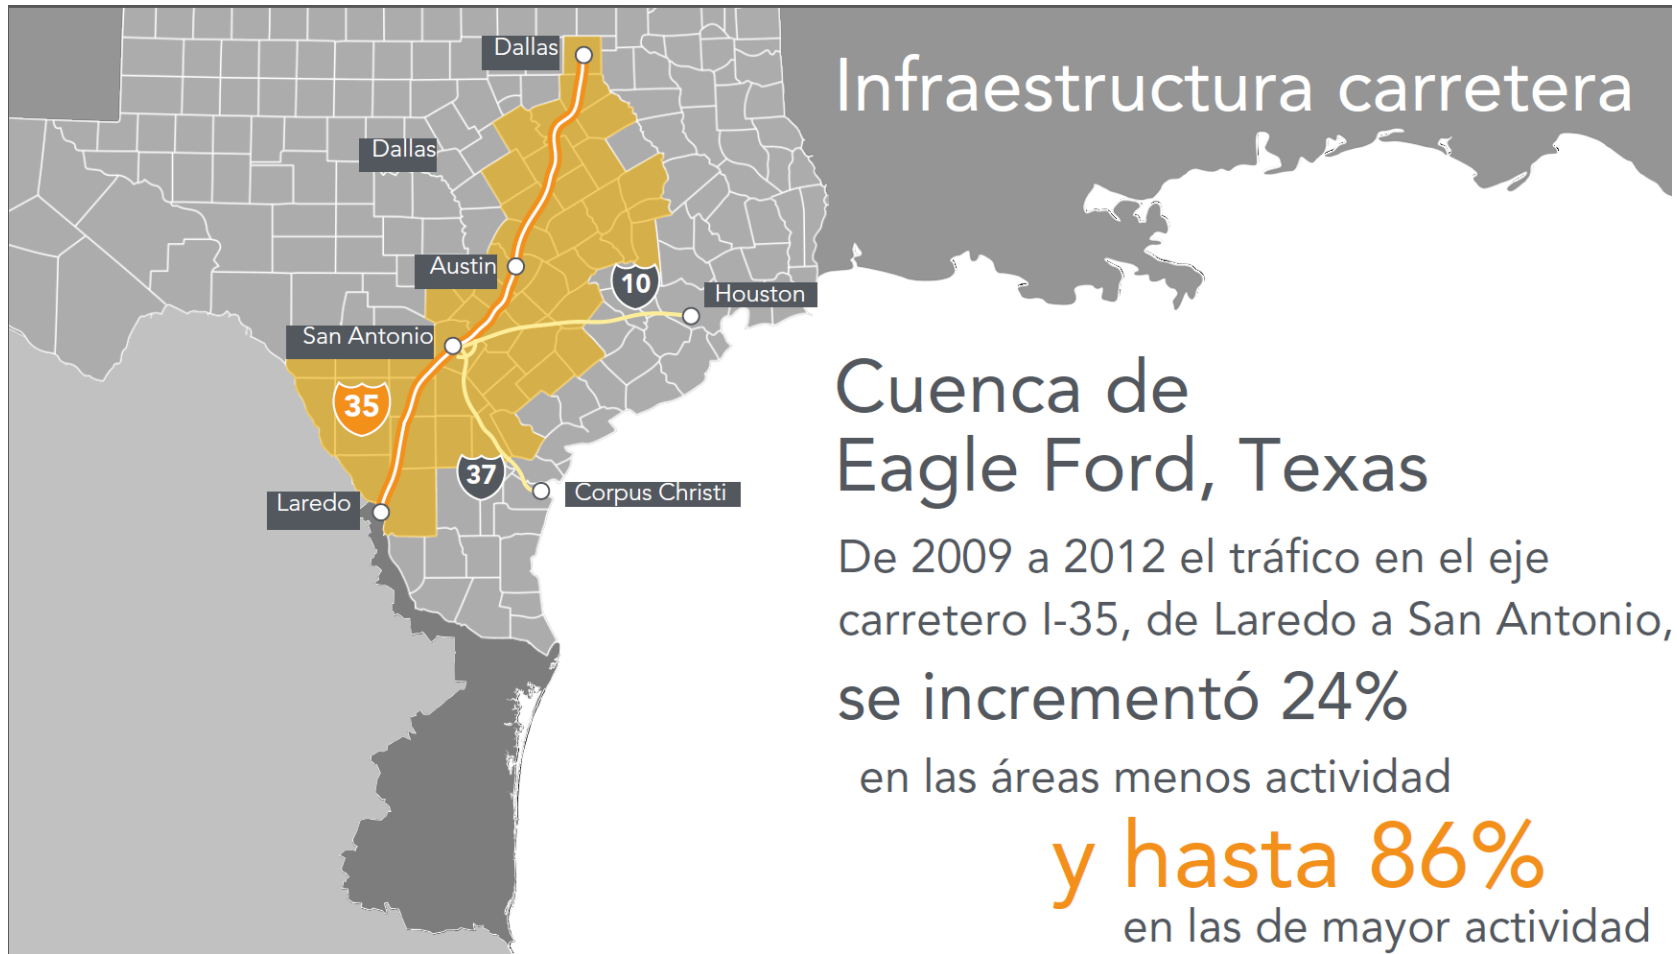 Infraestructura carretera
Dallas
Dallas
Austin
10
Houston
San Antonio
35
37
Corpus Christi
Laredo
Cuenca de
Eagle Ford, Texas
De 2009 a 2012 el tráfico en el eje
carretero I-35, de Laredo a San Antonio,
se incrementó 24%
en las áreas menos actividad
y hasta 86%
en las de mayor actividad